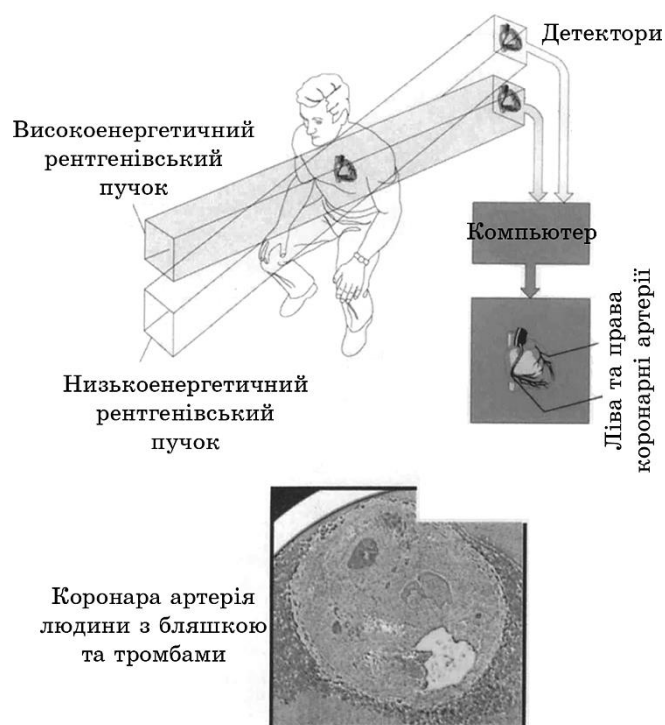 Детектори
Високоенергетичний
рентгенівський
пучок
Компьютер
Ліва та права
коронарні артерії
Низькоенергетичний
рентгенівський
пучок
Коронара артерія
людини з бляшкою
та тромбами